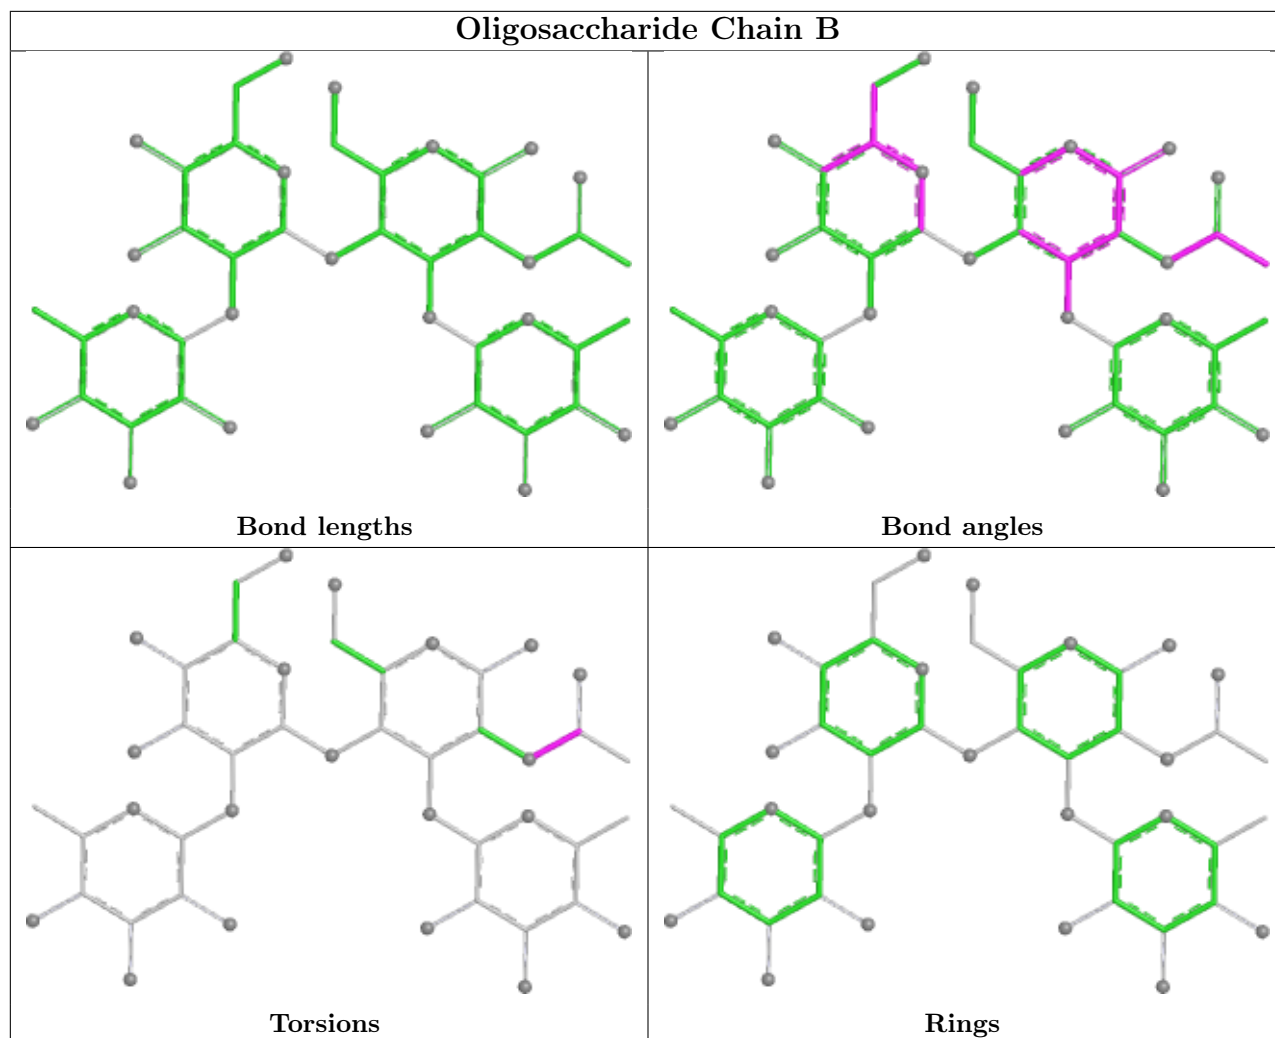 Oligosaccharide Chain B
Bond lengths
Bond angles
Torsions
Rings